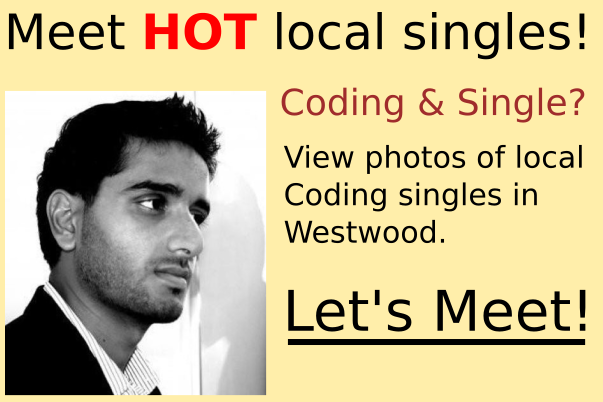 Meet HOT local singles!
Coding & Single?
View photos of local
Coding singles in
Westwood.
Let's Meet!